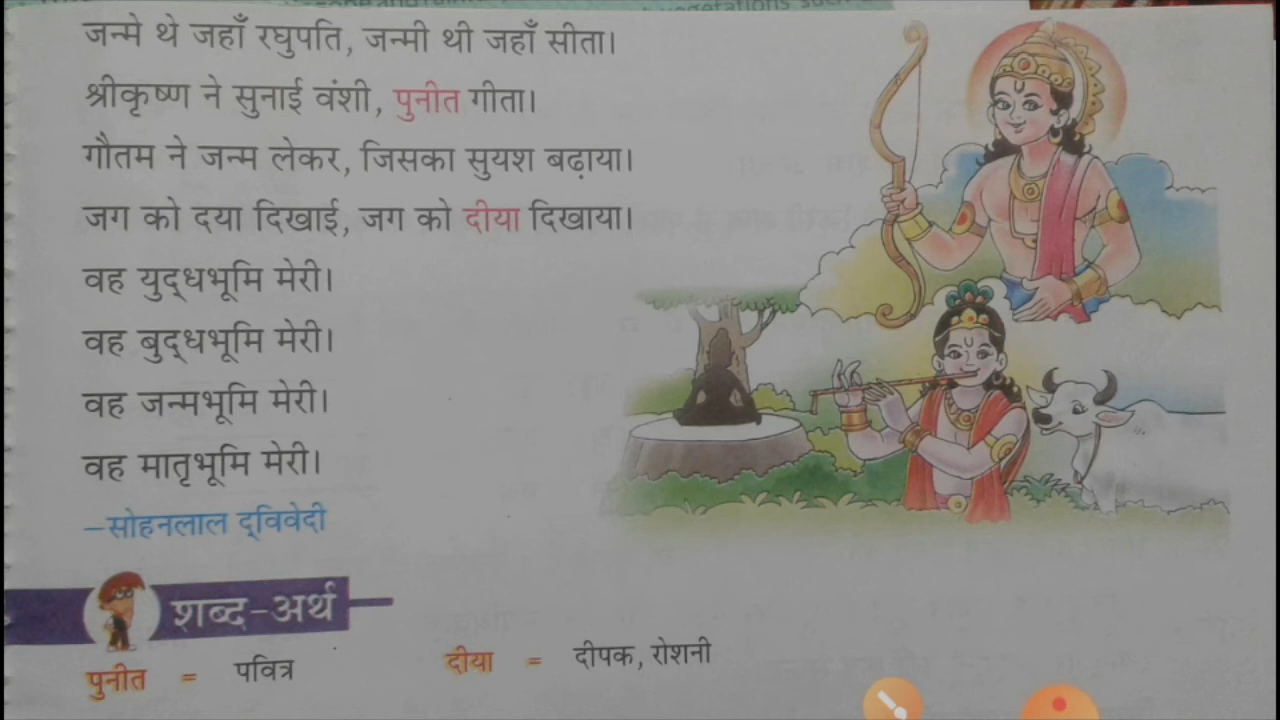 जन्मे थे जहाँ रघुपति, जन्मी थी जहाँ सीता।
श्रीकृष्ण ने सुनाई वंशी, पुनीत गीता।
गौतम ने जन्म लेकर, जिसका सुयश बढ़ाया।
जग को दया दिखाई, जग को दीया दिखाया।
वह युद्धभूमि मेरी।
वह बुद्धभूमि मेरी।
वह जन्मभूमि मेरी।
वह मातृभूमि मेरी।
–सोहनलाल द्विवेदी
शब्द-अर्थ
पुनीत = पवित्र दीया = दीपक, रोशनी